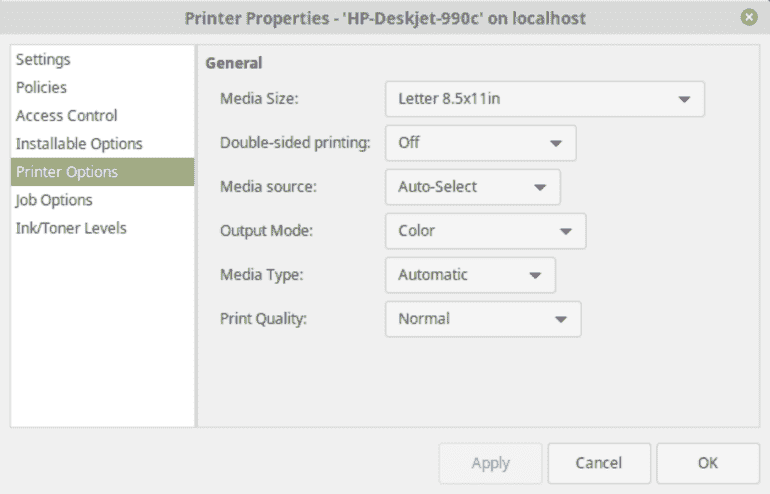 Printer Properties - 'HP-Deskjet-990c' on localhost
Settings
Policies
Access Control
Installable Options
Printer Options
Job Options
Ink/Toner Levels
General
Media Size: Letter 8.5x11in
Double-sided printing: Off
Media source: Auto-Select
Output Mode: Color
Media Type: Automatic
Print Quality: Normal
Apply Cancel OK